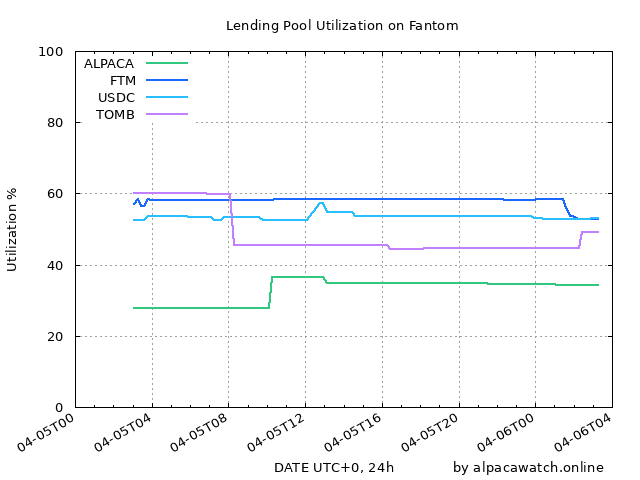 Lending Pool Utilization on Fantom
100
80
60
40
20
0
Utilization %
ALPACA
FTM
USDC
TOMB
04-05T00
04-05T04
04-05T08
04-05T12
04-05T16
04-05T20
04-06T00
04-06T04
DATE UTC+0, 24h
by alpacawatch.online